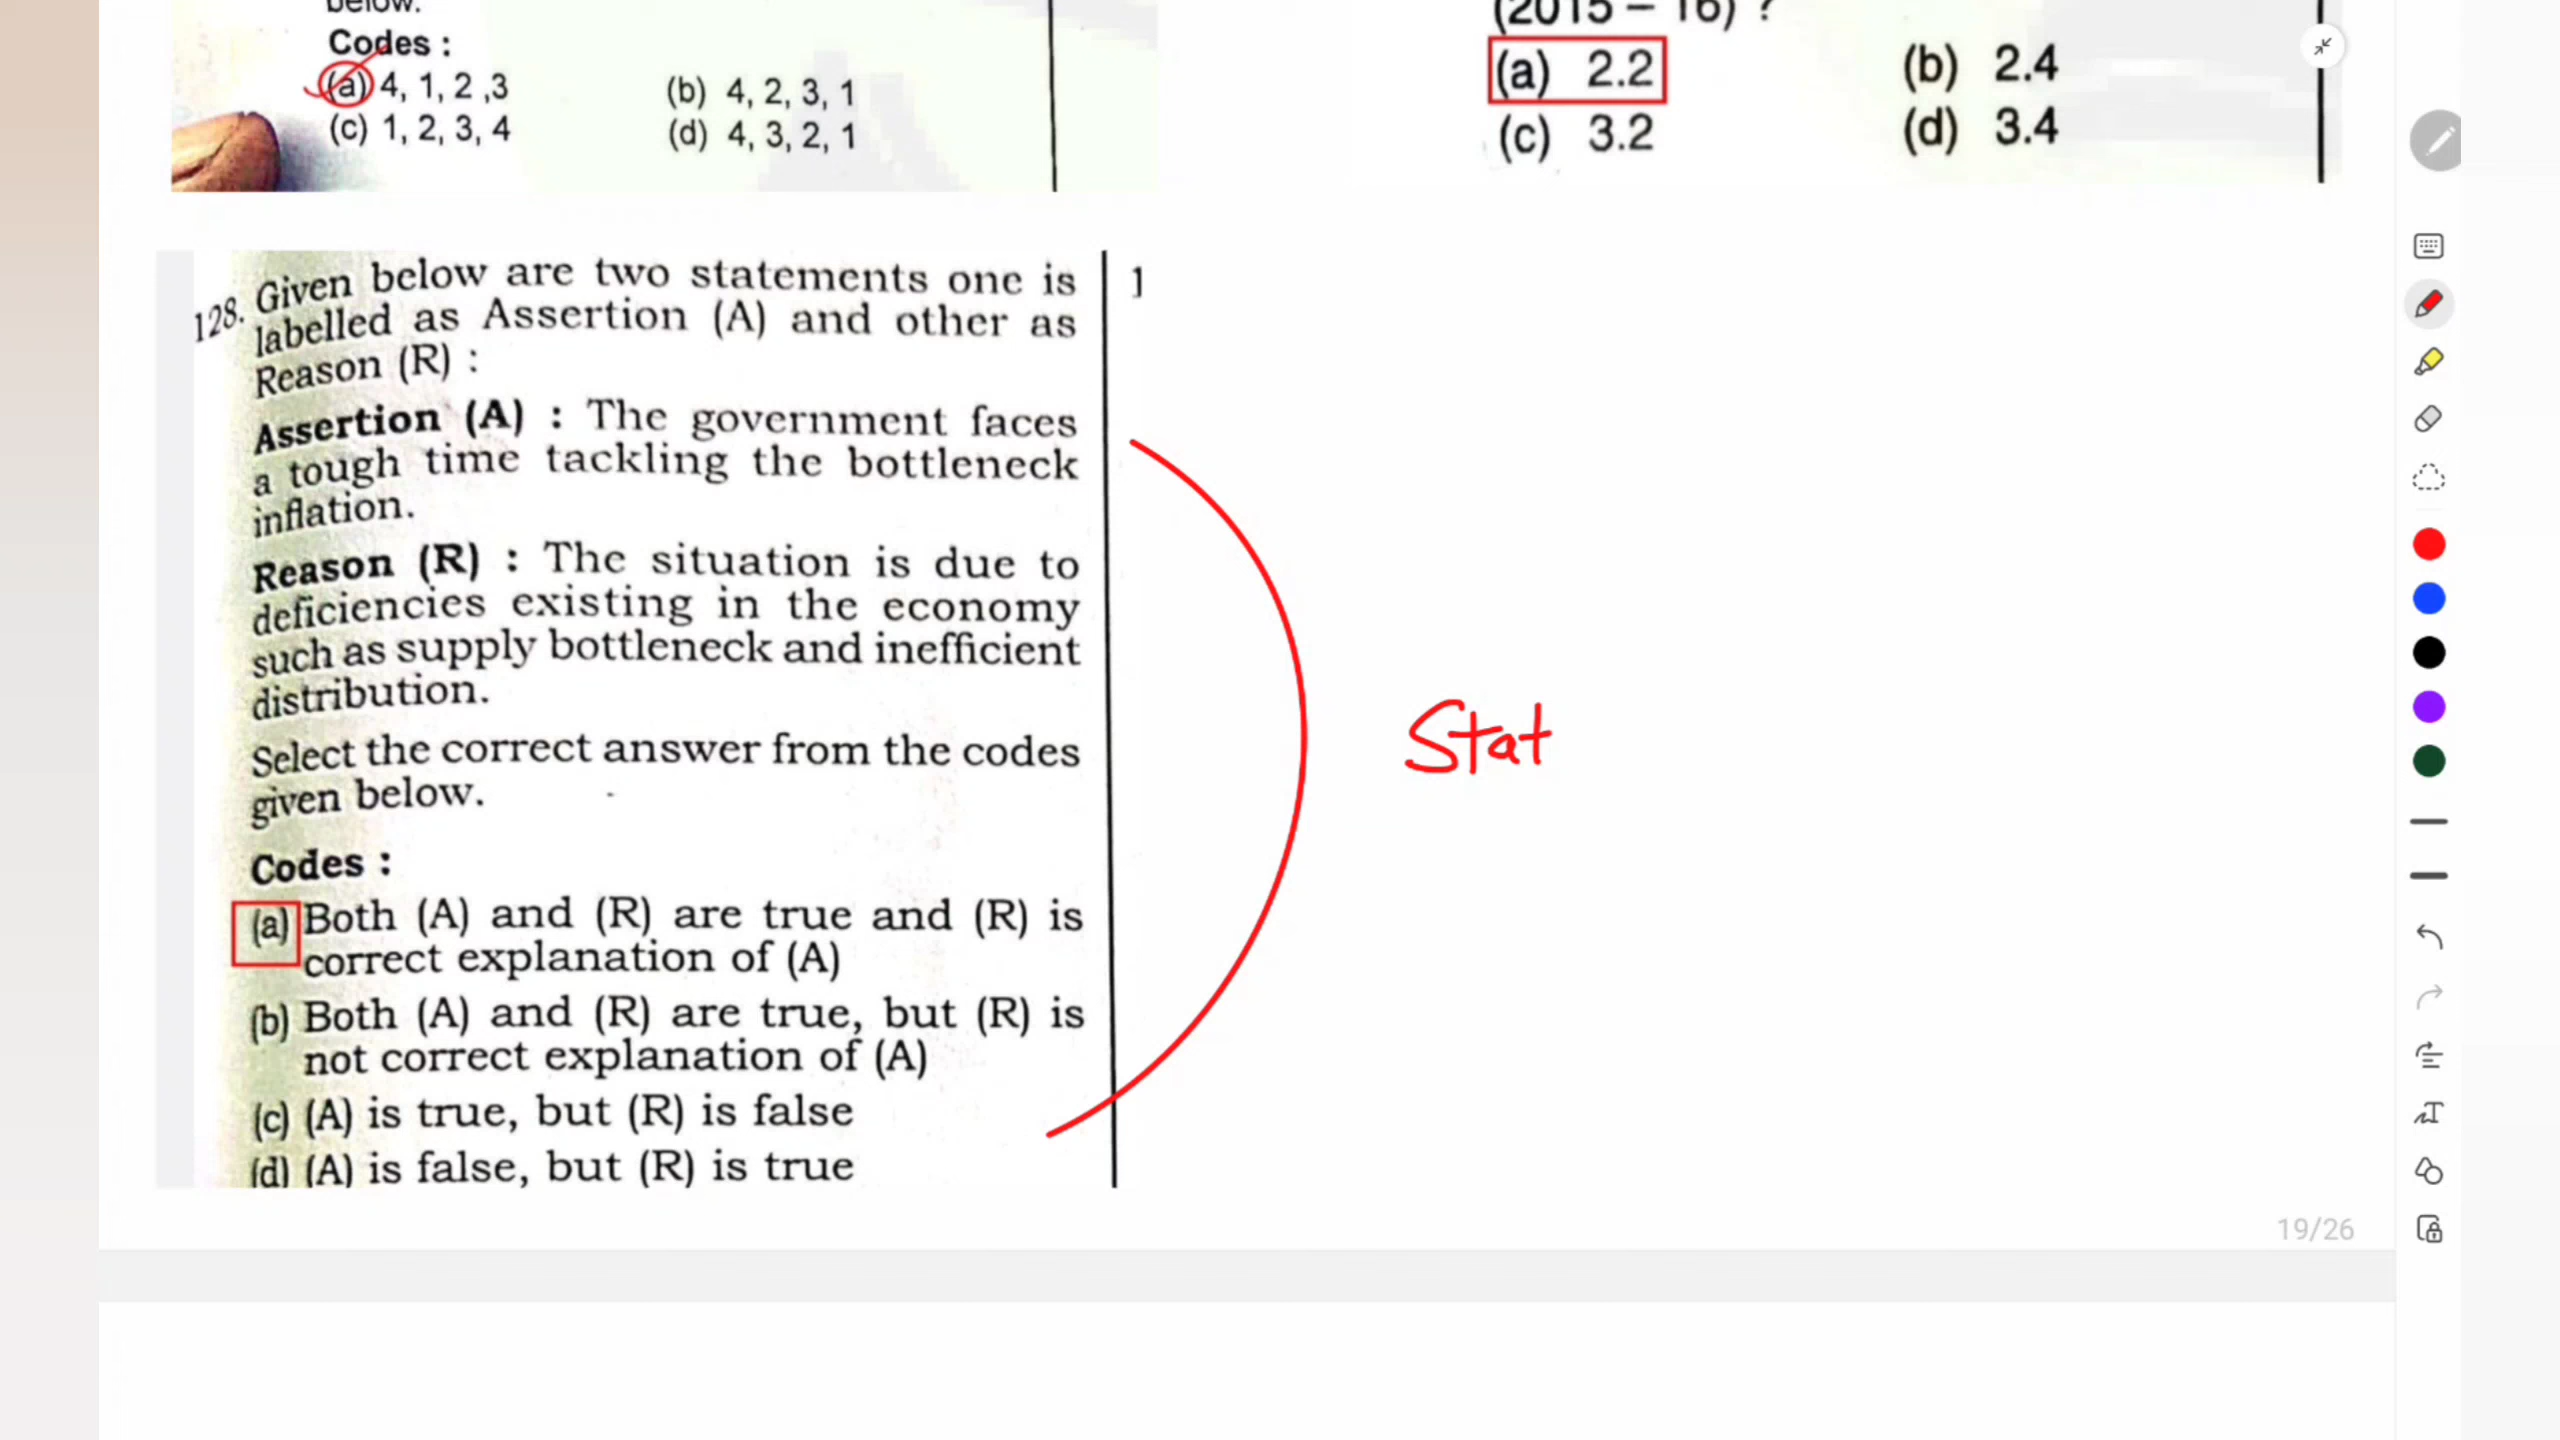 below.
Codes :
(a) 4, 1, 2 ,3
(b) 4, 2, 3, 1
(c) 1, 2, 3, 4
(d) 4, 3, 2, 1
(2015 – 16) ?
(a) 2.2
(b) 2.4
(c) 3.2
(d) 3.4
128. Given below are two statements one is
labelled as Assertion (A) and other as
Reason (R) :
Assertion (A) : The government faces
a tough time tackling the bottleneck
inflation.
Reason (R) : The situation is due to
deficiencies existing in the economy
such as supply bottleneck and inefficient
distribution.
Select the correct answer from the codes
given below.
Codes :
(a) Both (A) and (R) are true and (R) is
correct explanation of (A)
(b) Both (A) and (R) are true, but (R) is
not correct explanation of (A)
(c) (A) is true, but (R) is false
(d) (A) is false, but (R) is true
1
Stat
19/26